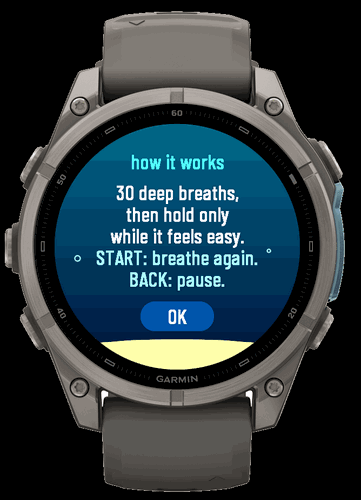 60
50
10
how it works
30 deep breaths,
then hold only
while it feels easy.
START: breathe again.
BACK: pause.
OK
40
20
GARMIN